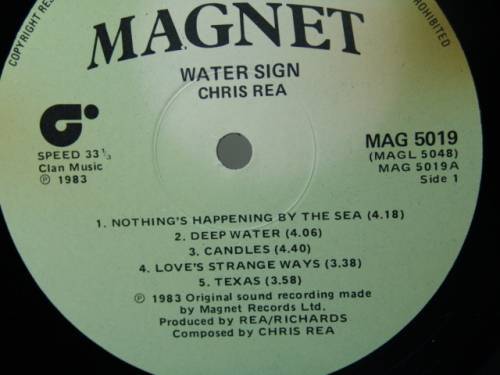 COPYRIGHT RE
PROHIBITED
MAGNET
WATER SIGN
CHRIS REA
SPEED 33 1/3
Clan Music
℗ 1983
MAG 5019
(MAGL 5048)
MAG 5019A
Side 1
1. NOTHING'S HAPPENING BY THE SEA (4.18)
2. DEEP WATER (4.06)
3. CANDLES (4.40)
4. LOVE'S STRANGE WAYS (3.38)
5. TEXAS (3.58)
℗ 1983 Original sound recording made
by Magnet Records Ltd.
Produced by REA/RICHARDS
Composed by CHRIS REA